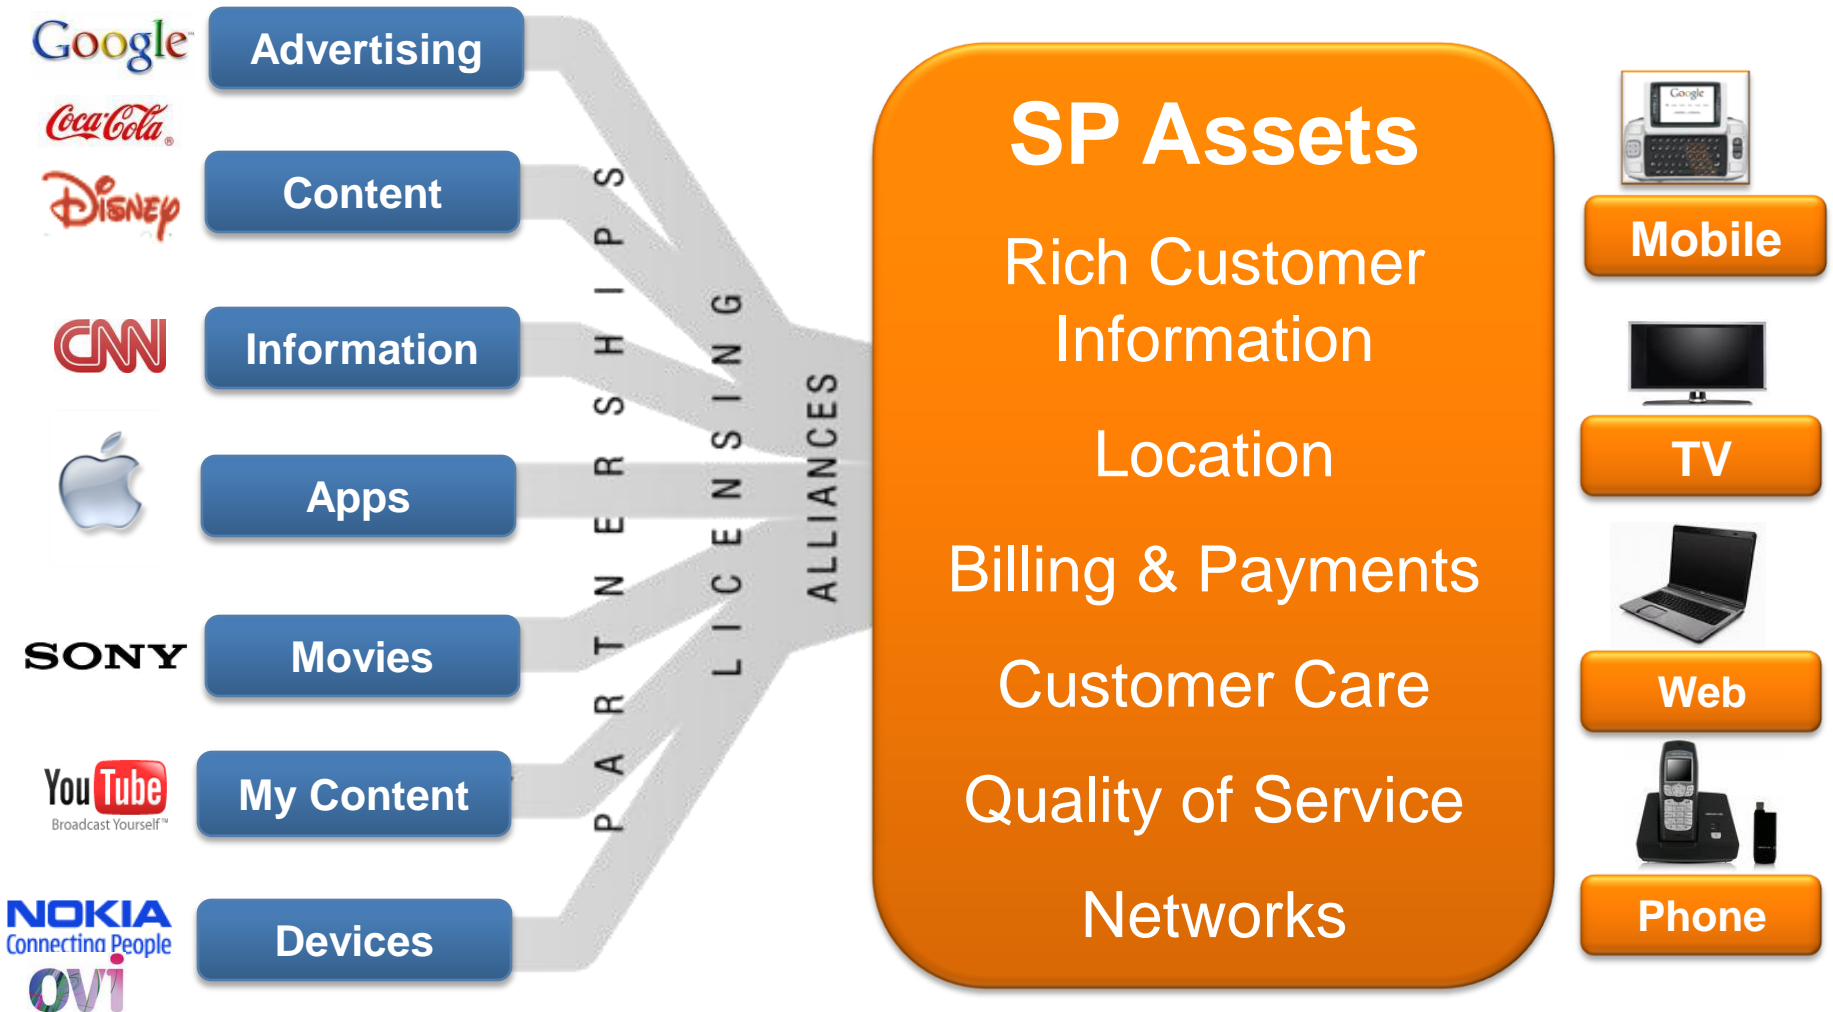 Google™
Advertising
Coca-Cola®
Disney
Content
CNN
Information
Apps
SONY
Movies
YouTube
Broadcast Yourself™
My Content
NOKIA
Connecting People
ovi
Devices
PARTNERSHIPS
LICENSING
ALLIANCES
SP Assets
Rich Customer
Information
Location
Billing & Payments
Customer Care
Quality of Service
Networks
Google
Mobile
TV
Web
Phone